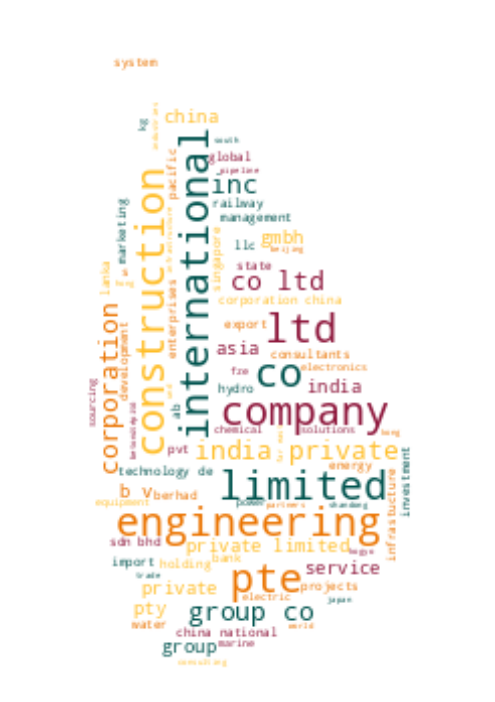 system
china
kg
south
global
pacific
pipeline
inc
international
construction
railway
marketing
management
llc
gmbh
beijing
singapore
infrastructure
state
lanka
co ltd
enterprises
corporation china
corporation
development
export
ltd
asia
consultants
electronics
fze
co
hydro
india
sourcing
ab
company
chemical
solutions
pvt
india
private
hong
energy
technology
de
limited
investment
b v
berhad
equipment
power
partners
shandong
engineering
infrastucture
sdn bhd
private limited
import
holding
bank
trade
pte
service
private
projects
electric
japan
pty
group co
water
world
china national
group
marine
consulting